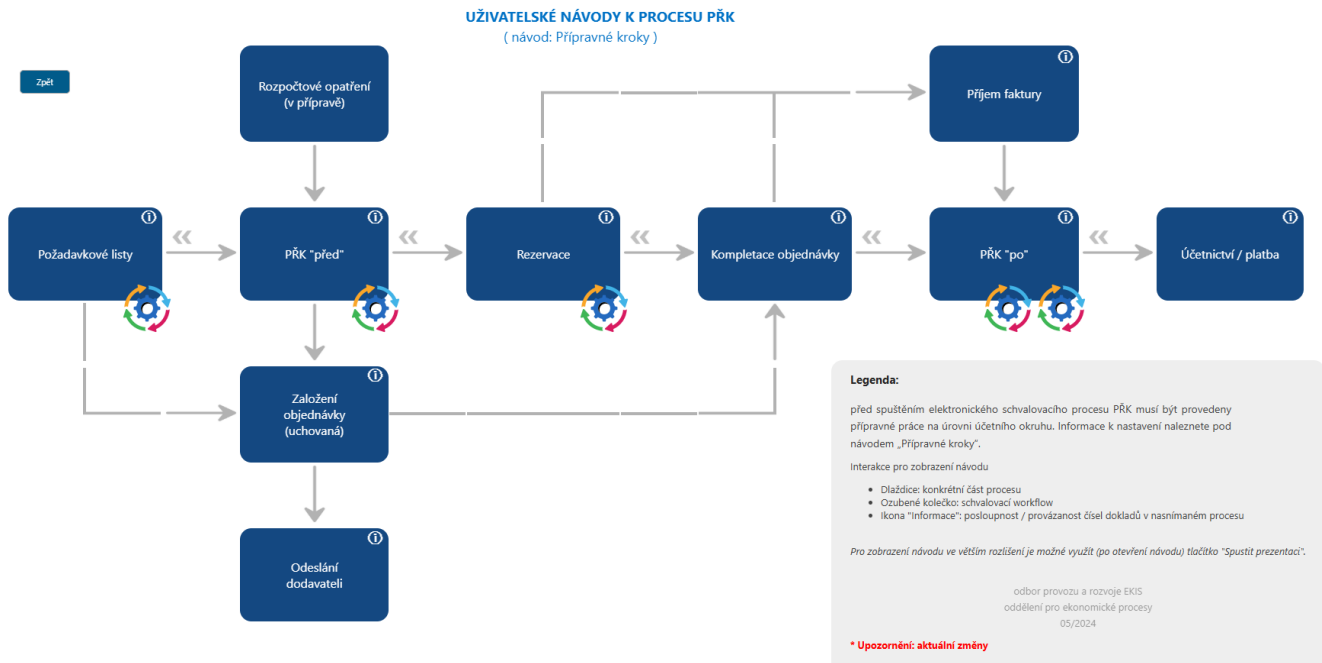 UŽIVATELSKÉ NÁVODY K PROCESU PŘK
( návod: Přípravné kroky )
Zpět
Rozpočtové opatření
(v přípravě)
Příjem faktury
Požadavkové listy
PŘK "před"
Rezervace
Kompletace objednávky
PŘK "po"
Účetnictví / platba
Založení
objednávky
(uchovaná)
Odeslání
dodavateli
Legenda:
před spuštěním elektronického schvalovacího procesu PŘK musí být provedeny
přípravné práce na úrovni účetního okruhu. Informace k nastavení naleznete pod
návodem „Přípravné kroky".
Interakce pro zobrazení návodu
• Dlaždice: konkrétní část procesu
• Ozubené kolečko: schvalovací workflow
• Ikona "Informace": posloupnost / provázanost čísel dokladů v nasnímaném procesu
Pro zobrazení návodu ve větším rozlišení je možné využít (po otevření návodu) tlačítko "Spustit prezentaci".
odbor provozu a rozvoje EKIS
oddělení pro ekonomické procesy
05/2024
* Upozornění: aktuální změny